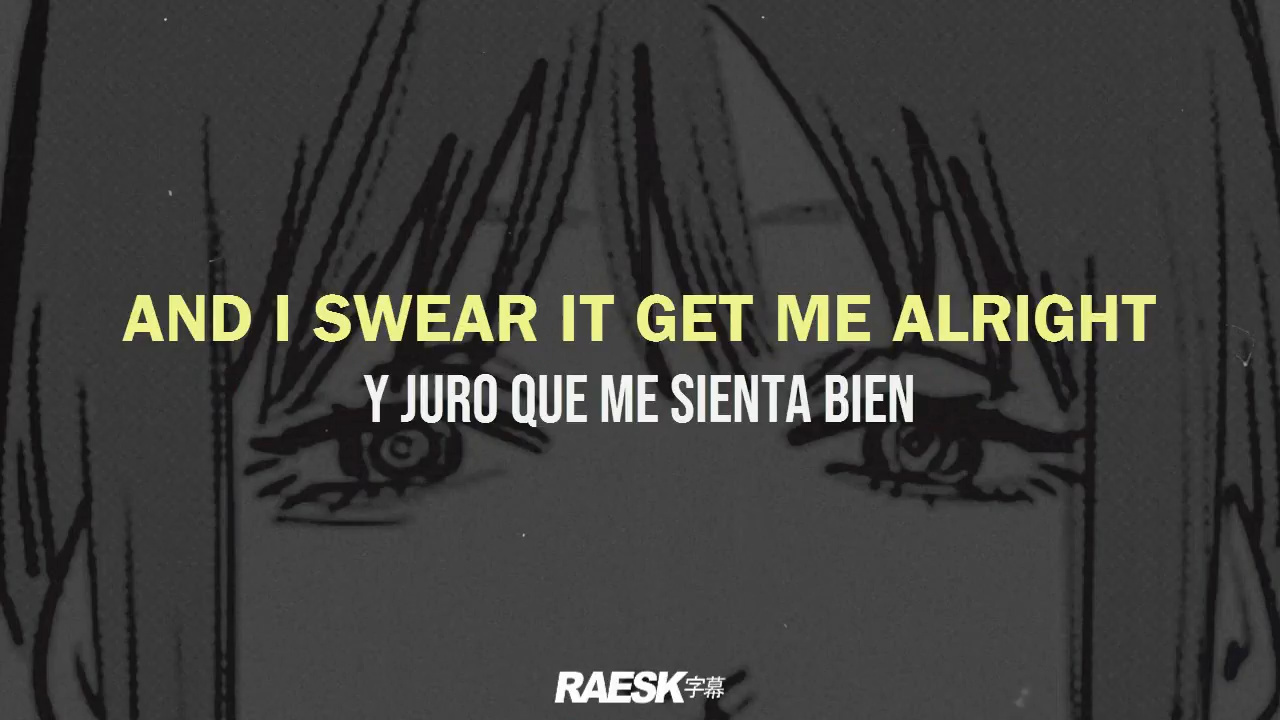 AND I SWEAR IT GET ME ALRIGHT
Y JURO QUE ME SIENTA BIEN
RAESK字幕